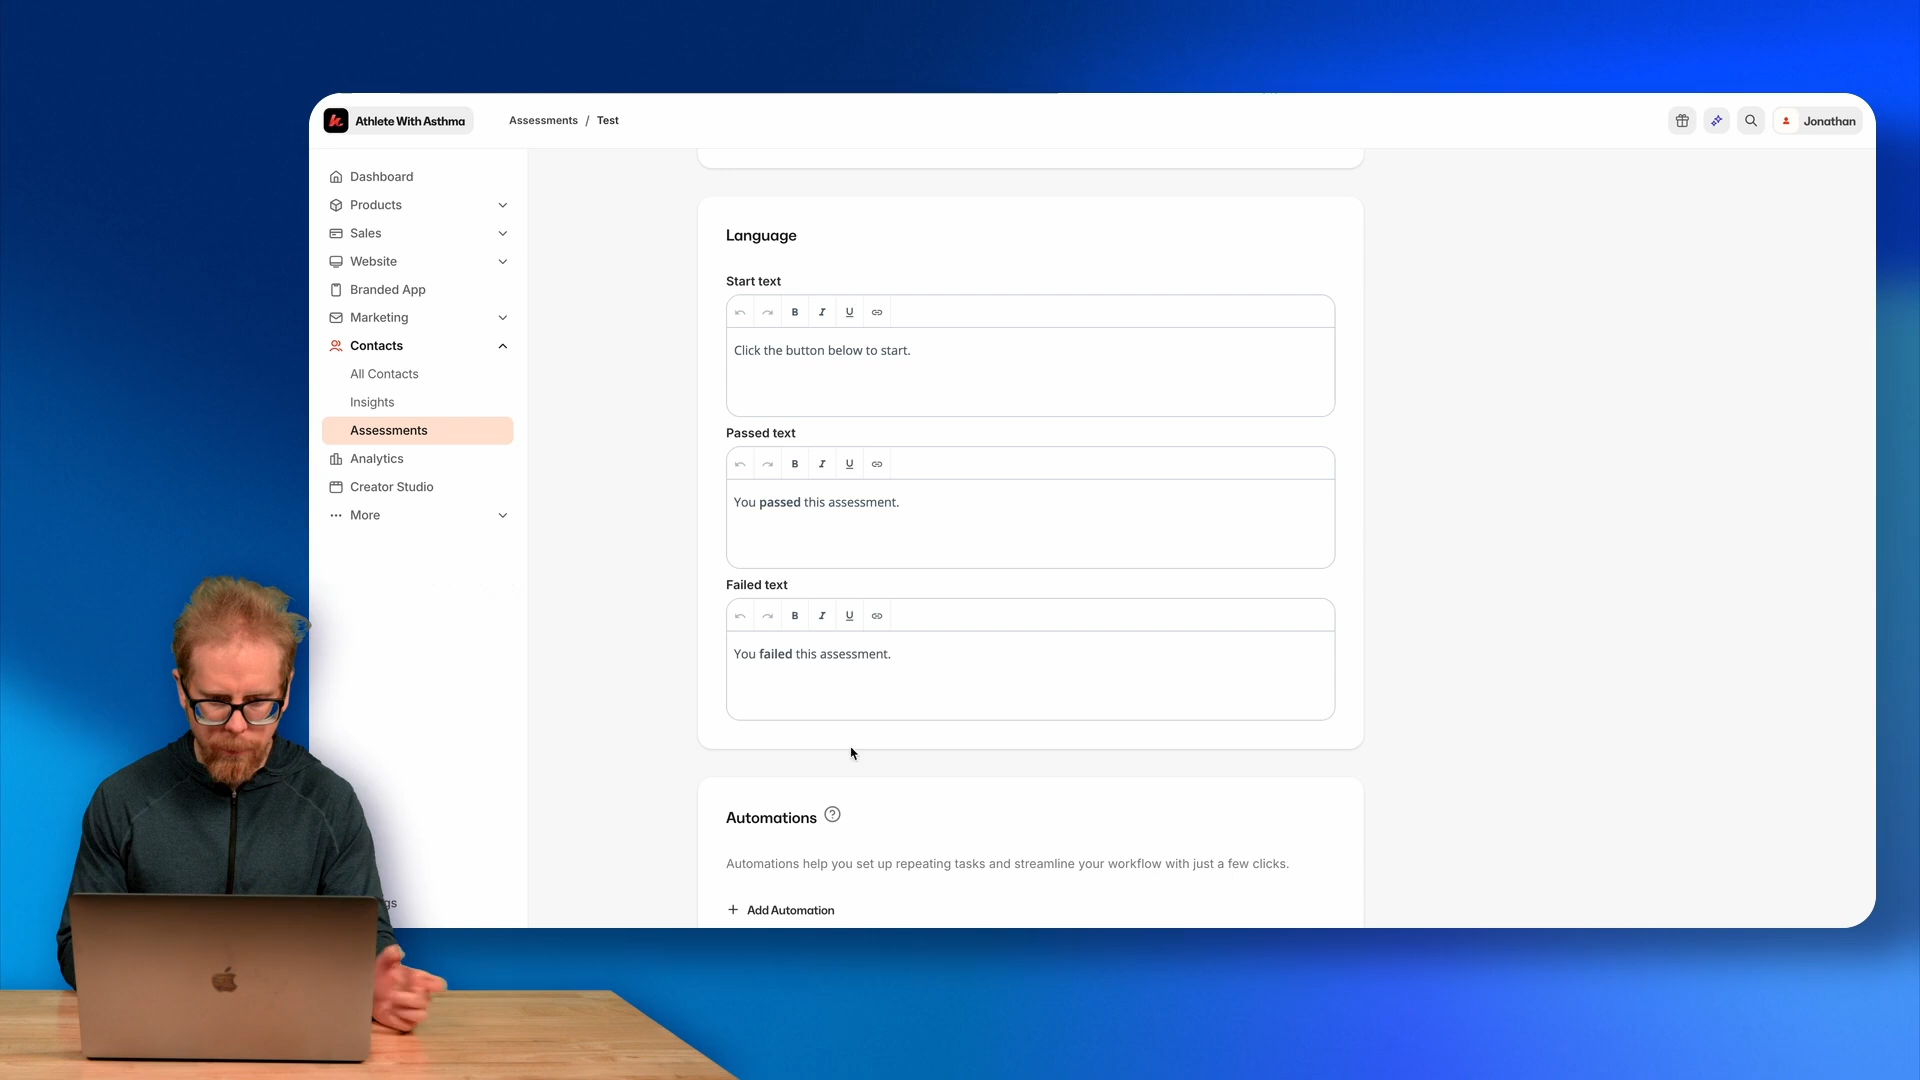 Athlete With Asthma
Assessments / Test
Jonathan
Dashboard
Products
Sales
Website
Branded App
Marketing
Contacts
All Contacts
Insights
Assessments
Analytics
Creator Studio
More
gs
Language
Start text
B I U
Click the button below to start.
Passed text
B I U
You passed this assessment.
Failed text
B I U
You failed this assessment.
Automations ?
Automations help you set up repeating tasks and streamline your workflow with just a few clicks.
+ Add Automation